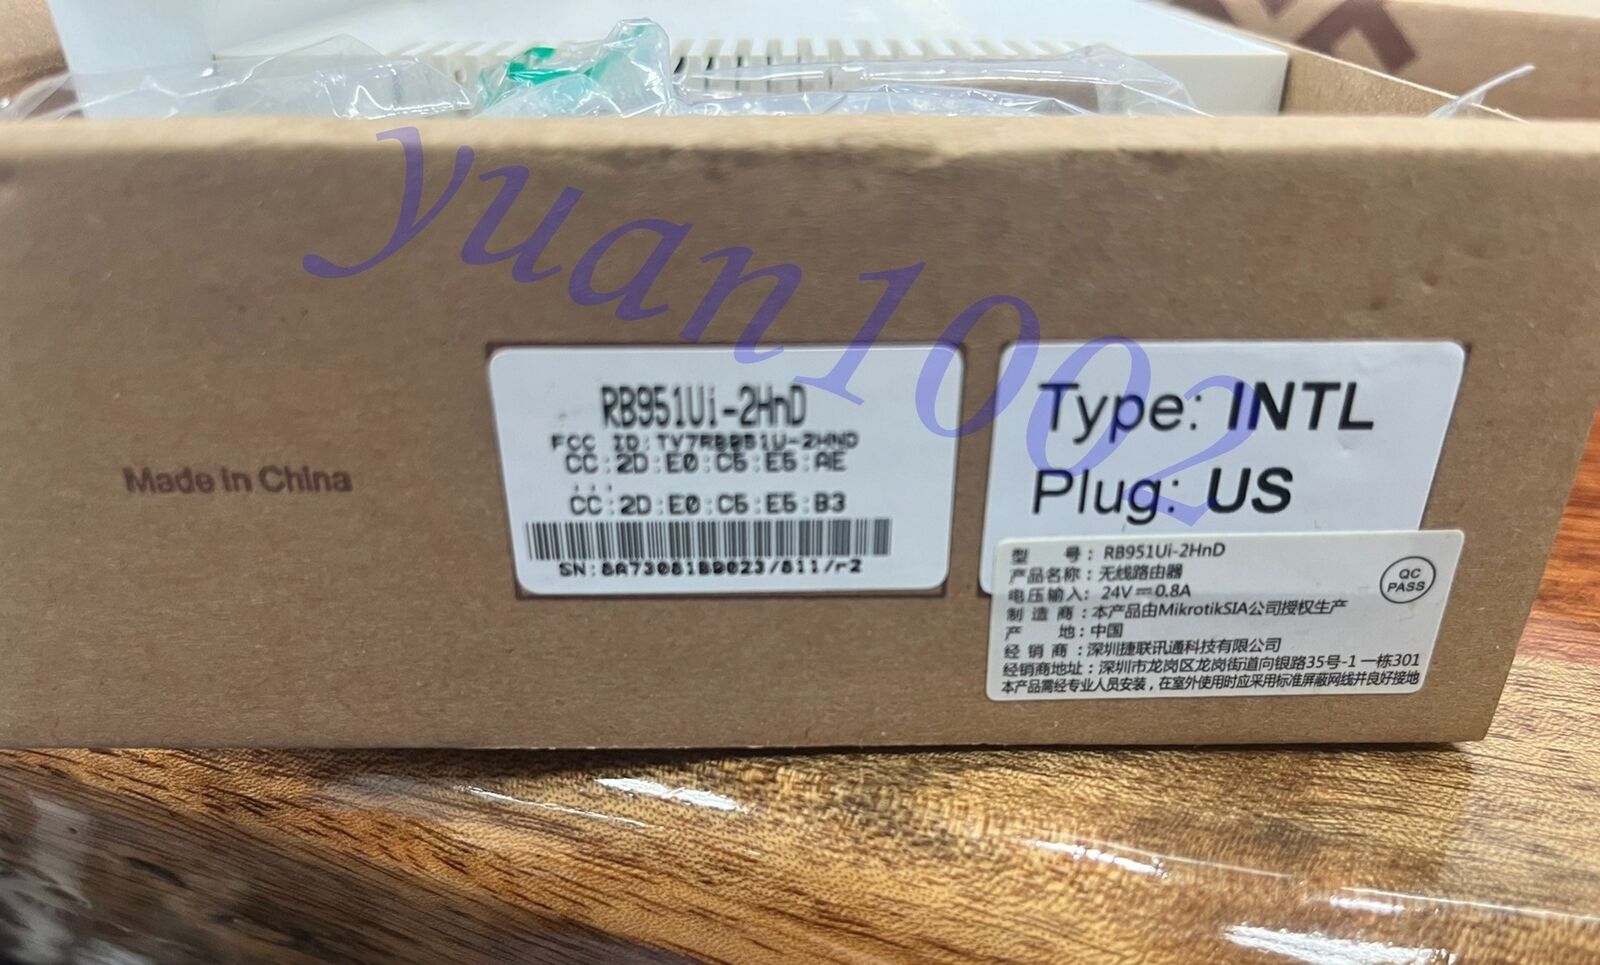 yuan1002
Made in China
RB951Ui-2HnD
FCC ID:TV7RB951U-2HND
CC:2D:E0:C5:E5:AE
...
CC:2D:E0:C5:E5:B3
SN:8A73081B9023/811/r2
Type: INTL
Plug: US
型 号：RB951Ui-2HnD
产品名称：无线路由器
电压输入：24V⎓0.8A
制 造 商：本产品由MikrotikSIA公司授权生产
产 地：中国
经 销 商：深圳捷联讯通科技有限公司
经销商地址：深圳市龙岗区龙岗街道向银路35号-1 一栋301
本产品需经专业人员安装，在室外使用时应采用标准屏蔽网线并良好接地
QC
PASS